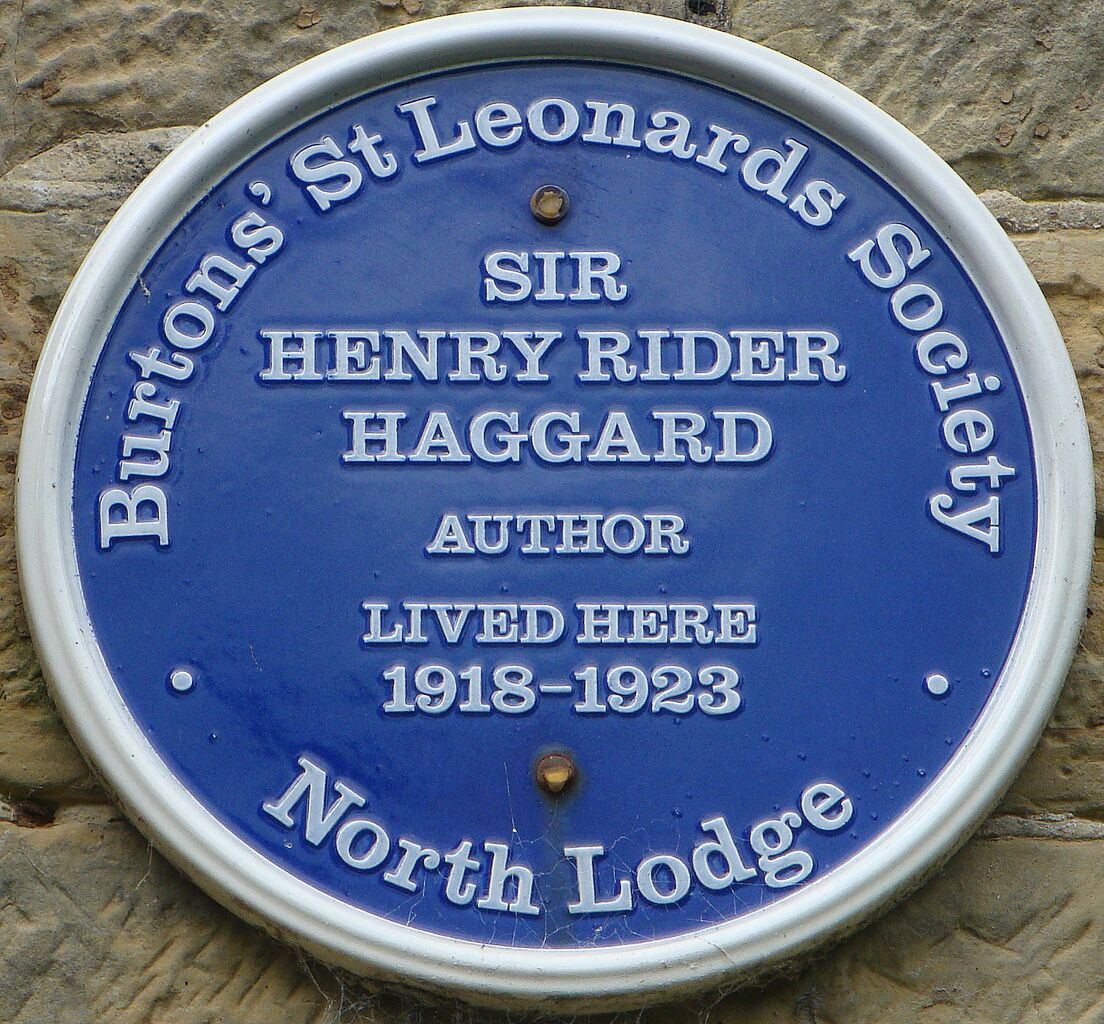 Burtons' St Leonards Society
SIR
HENRY RIDER
HAGGARD
AUTHOR
LIVED HERE
1918-1923
North Lodge